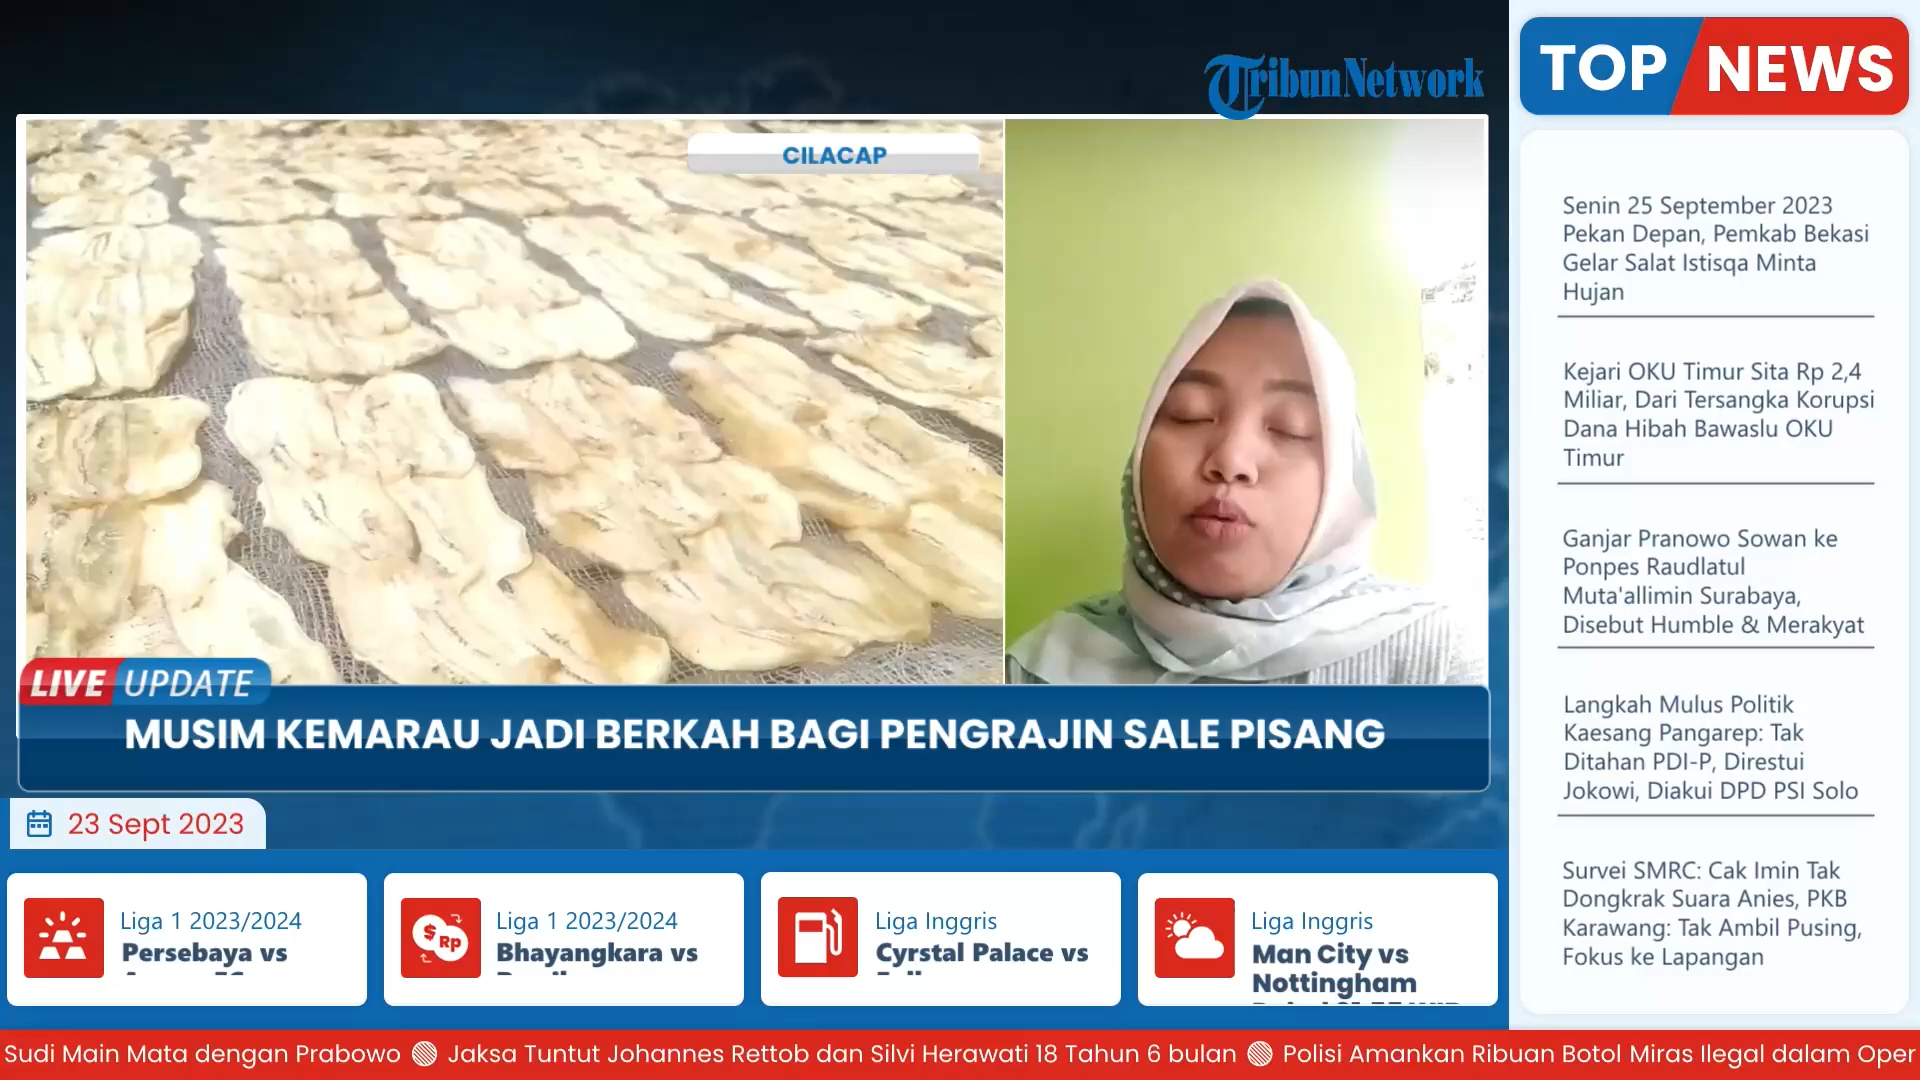 TribunNetwork
CILACAP
LIVE UPDATE
MUSIM KEMARAU JADI BERKAH BAGI PENGRAJIN SALE PISANG
23 Sept 2023
Liga 1 2023/2024
Persebaya vs
Liga 1 2023/2024
$ Rp
Bhayangkara vs
Liga Inggris
Cyrstal Palace vs
Liga Inggris
Man City vs
Nottingham
TOP NEWS
Senin 25 September 2023
Pekan Depan, Pemkab Bekasi
Gelar Salat Istisqa Minta
Hujan
Kejari OKU Timur Sita Rp 2,4
Miliar, Dari Tersangka Korupsi
Dana Hibah Bawaslu OKU
Timur
Ganjar Pranowo Sowan ke
Ponpes Raudlatul
Muta'allimin Surabaya,
Disebut Humble & Merakyat
Langkah Mulus Politik
Kaesang Pangarep: Tak
Ditahan PDI-P, Direstui
Jokowi, Diakui DPD PSI Solo
Survei SMRC: Cak Imin Tak
Dongkrak Suara Anies, PKB
Karawang: Tak Ambil Pusing,
Fokus ke Lapangan
Sudi Main Mata dengan Prabowo Jaksa Tuntut Johannes Rettob dan Silvi Herawati 18 Tahun 6 bulan Polisi Amankan Ribuan Botol Miras Ilegal dalam Oper